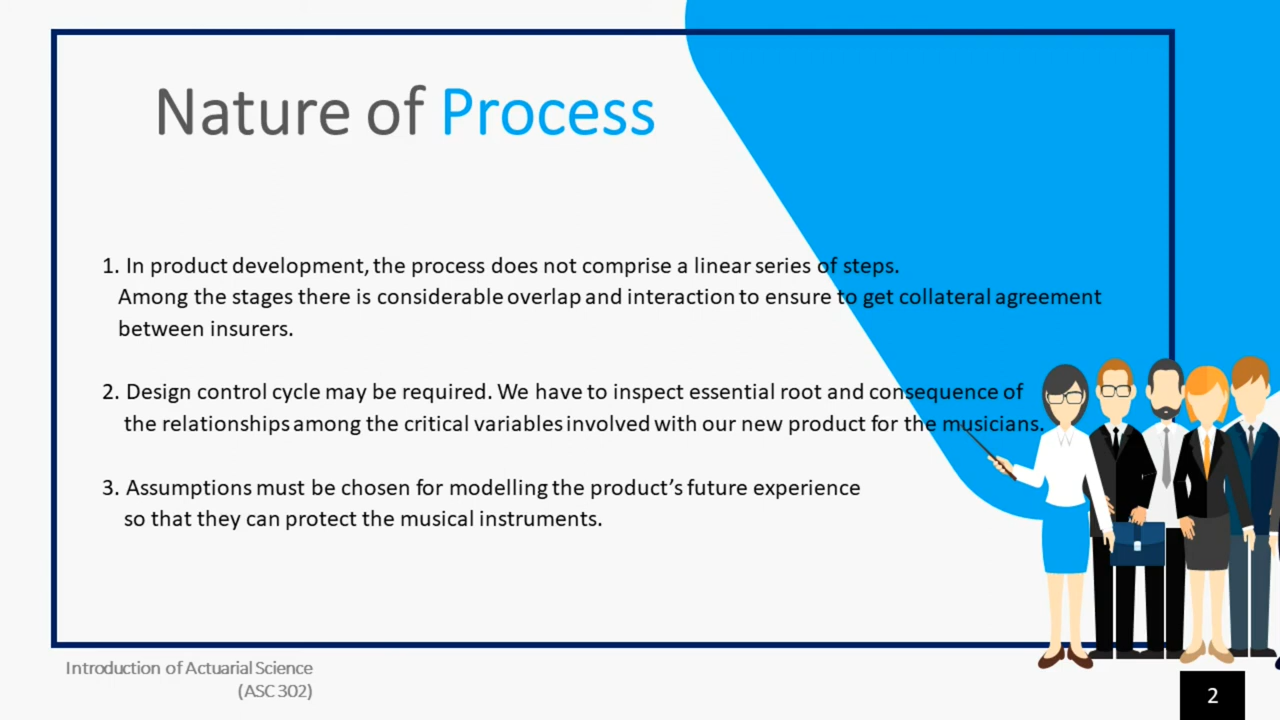 Nature of Process
1. In product development, the process does not comprise a linear series of steps.
Among the stages there is considerable overlap and interaction to ensure to get collateral agreement
between insurers.
2. Design control cycle may be required. We have to inspect essential root and consequence of
the relationships among the critical variables involved with our new product for the musicians.
3. Assumptions must be chosen for modelling the product’s future experience
so that they can protect the musical instruments.
Introduction of Actuarial Science
(ASC 302)
2